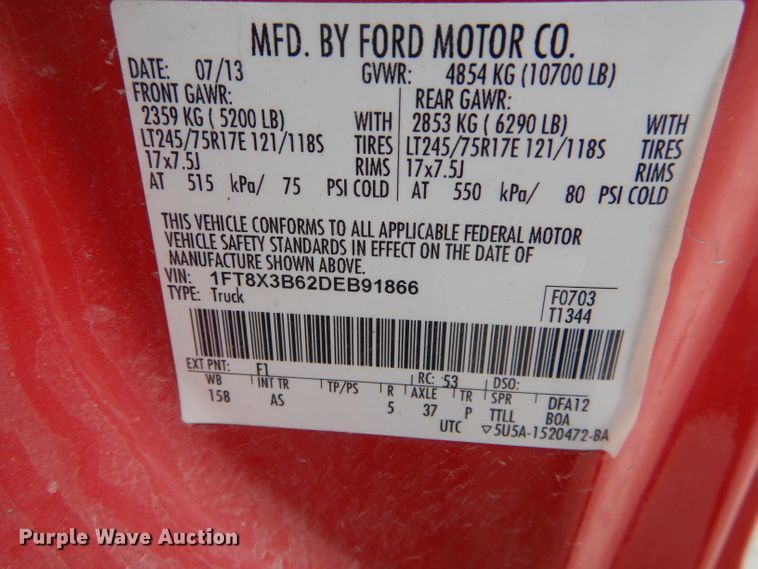 MFD. BY FORD MOTOR CO.
DATE: 07/13 GVWR: 4854 KG (10700 LB)
FRONT GAWR: REAR GAWR:
2359 KG ( 5200 LB) WITH 2853 KG ( 6290 LB) WITH
LT245/75R17E 121/118S TIRES LT245/75R17E 121/118S TIRES
17x7.5J RIMS 17x7.5J RIMS
AT 515 kPa/ 75 PSI COLD AT 550 kPa/ 80 PSI COLD
THIS VEHICLE CONFORMS TO ALL APPLICABLE FEDERAL MOTOR
VEHICLE SAFETY STANDARDS IN EFFECT ON THE DATE OF
MANUFACTURE SHOWN ABOVE.
VIN: 1FT8X3B62DEB91866 F0703
TYPE: Truck T1344
EXT PNT: F1 RC: 53 DSO:
WB INT TR TP/PS R AXLE TR SPR DFA12
158 AS 5 37 P TTLL BOA
UTC ▽5U5A-1520472-BA
Purple Wave Auction